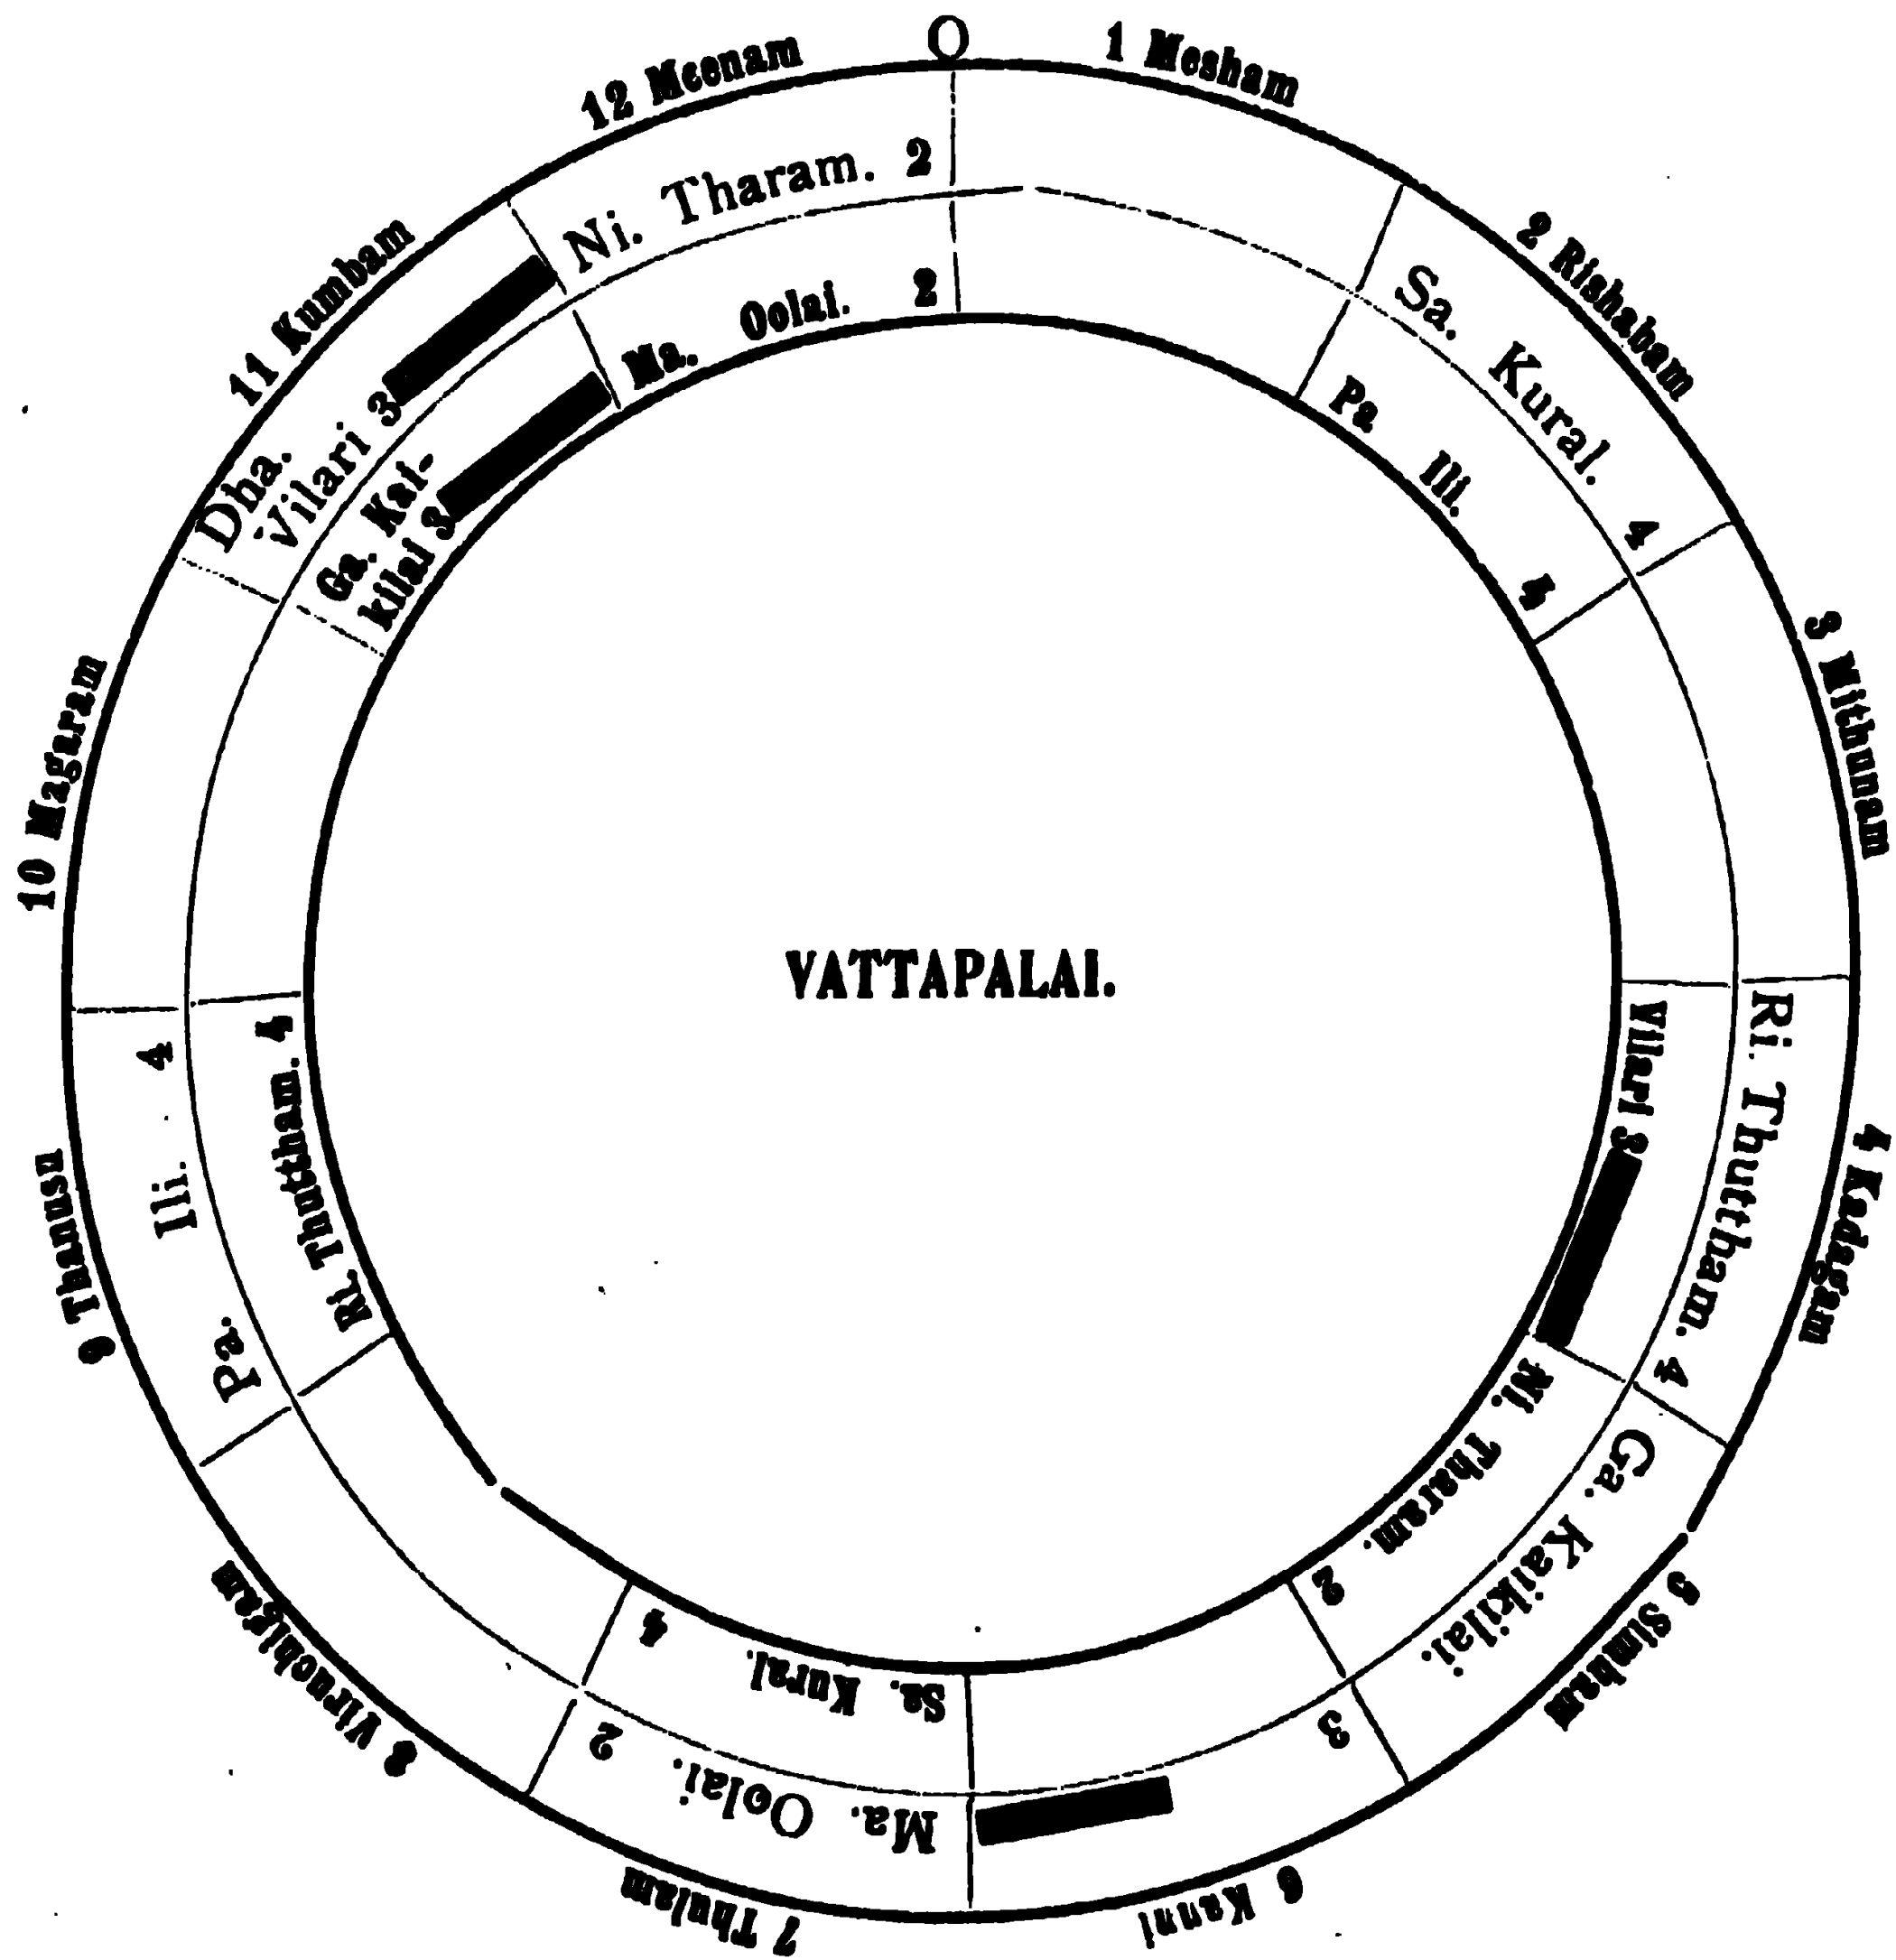 O
1 Mesham
2 Rishabam
3 Mithunam
4 Kadagam
5 Simmam
6 Kanni
7 Thulam
8 Viruchigam
9 Thanusu
10 Magaram
11 Kumbam
12 Meenam
Sa. Kural. 4
Ri. Thuttham. 4
Ga. Kaikilai.
3
Ma. Oolai. 2
Pa. Ili. 4
Dha.
Vilari 3
Ni. Tharam. 2
Pa Ili. 4
Vilari 3
Ni. Tharam. 2
Sa. Kural. 4
Ri. Thuttham. 4
Ga. Kai-
kilai 3
Ma. Oolai. 2
VATTAPALAI.